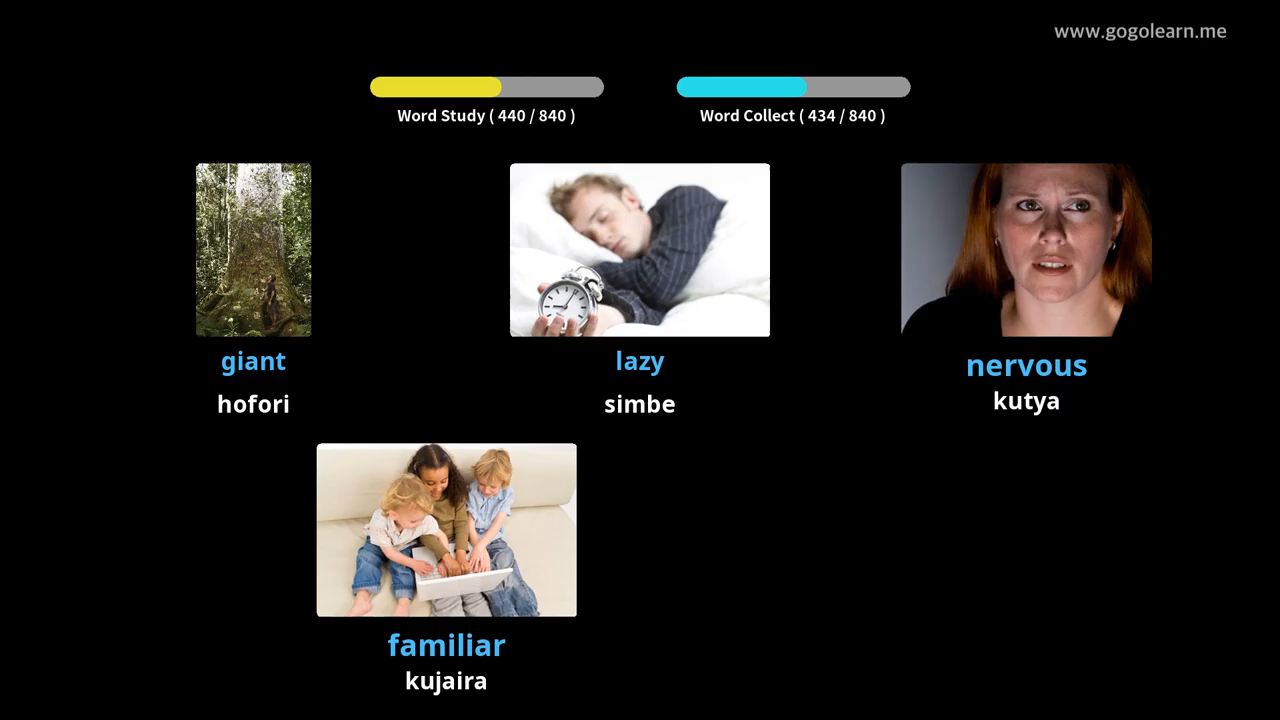 www.gogolearn.me
Word Study ( 440 / 840 )
Word Collect ( 434 / 840 )
giant
hofori
lazy
simbe
nervous
kutya
familiar
kujaira